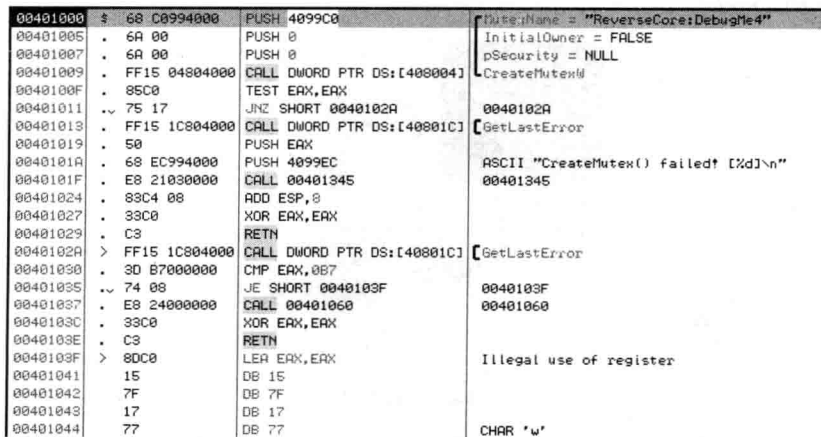 00401000 $ 68 C0994000 PUSH 4099C0 MutexName = "ReverseCore:DebugMe4"
00401005 . 6A 00 PUSH 0 InitialOwner = FALSE
00401007 . 6A 00 PUSH 0 pSecurity = NULL
00401009 . FF15 04804000 CALL DWORD PTR DS:[408004] CreateMutexW
0040100F . 85C0 TEST EAX,EAX
00401011 .v 75 17 JNZ SHORT 0040102A 0040102A
00401013 . FF15 1C804000 CALL DWORD PTR DS:[40801C] [GetLastError
00401019 . 50 PUSH EAX
0040101A . 68 EC994000 PUSH 4099EC ASCII "CreateMutex() failed! [%d]\n"
0040101F . E8 21030000 CALL 00401345 00401345
00401024 . 83C4 08 ADD ESP,8
00401027 . 33C0 XOR EAX,EAX
00401029 . C3 RETN
0040102A > FF15 1C804000 CALL DWORD PTR DS:[40801C] [GetLastError
00401030 . 3D B7000000 CMP EAX,0B7
00401035 .v 74 08 JE SHORT 0040103F 0040103F
00401037 . E8 24000000 CALL 00401060 00401060
0040103C . 33C0 XOR EAX,EAX
0040103E . C3 RETN
0040103F > 8DC0 LEA EAX,EAX Illegal use of register
00401041 15 DB 15
00401042 7F DB 7F
00401043 17 DB 17
00401044 77 DB 77 CHAR 'w'